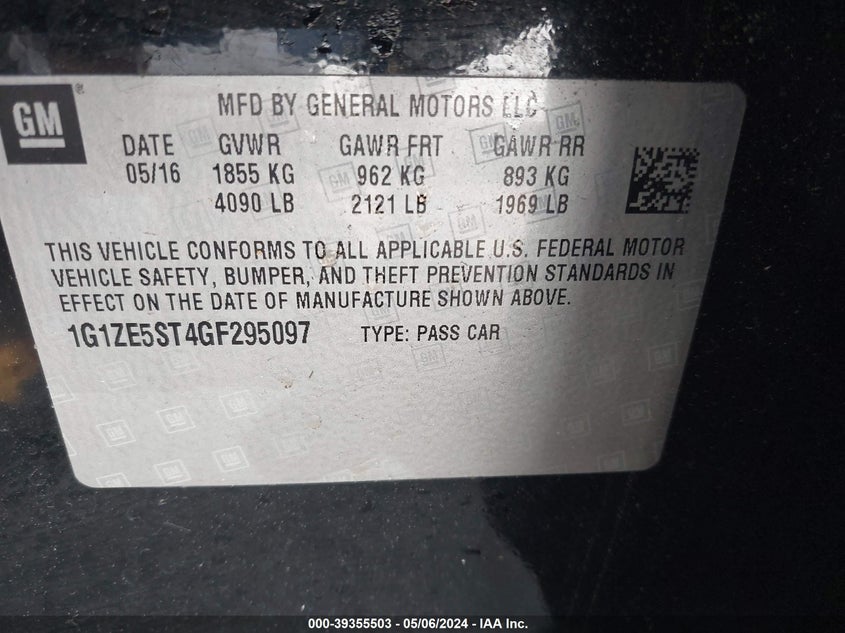 GM
MFD BY GENERAL MOTORS LLC
DATE GVWR GAWR FRT GAWR RR
05/16 1855 KG 962 KG 893 KG
4090 LB 2121 LB 1969 LB
THIS VEHICLE CONFORMS TO ALL APPLICABLE U.S. FEDERAL MOTOR
VEHICLE SAFETY, BUMPER, AND THEFT PREVENTION STANDARDS IN
EFFECT ON THE DATE OF MANUFACTURE SHOWN ABOVE.
1G1ZE5ST4GF295097 TYPE: PASS CAR
000-39355503 - 05/06/2024 - IAA Inc.